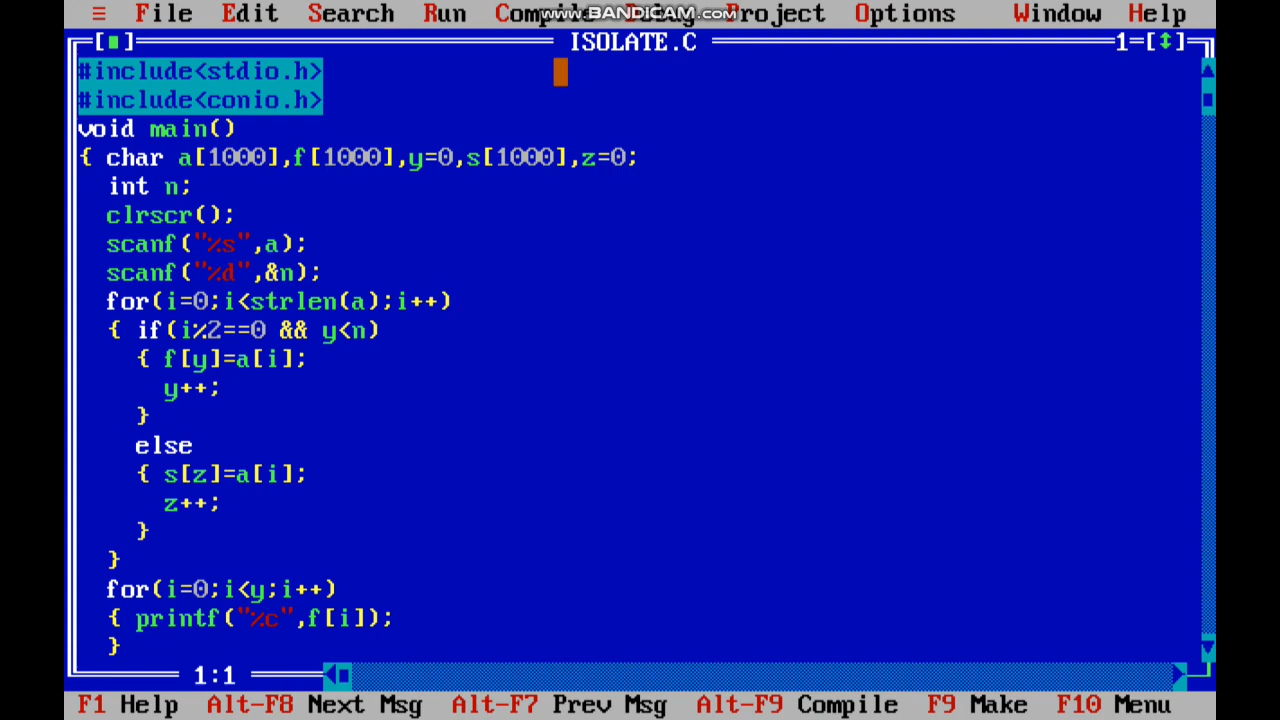 ≡ File Edit Search Run Compile Debug Project Options Window Help
www.BANDICAM.com
[■] ISOLATE.C 1=[↕]
#include<stdio.h>
#include<conio.h>
void main()
{ char a[1000],f[1000],y=0,s[1000],z=0;
int n;
clrscr();
scanf("%s",a);
scanf("%d",&n);
for(i=0;i<strlen(a);i++)
{ if(i%2==0 && y<n)
{ f[y]=a[i];
y++;
}
else
{ s[z]=a[i];
z++;
}
}
for(i=0;i<y;i++)
{ printf("%c",f[i]);
}
1:1
F1 Help Alt-F8 Next Msg Alt-F7 Prev Msg Alt-F9 Compile F9 Make F10 Menu